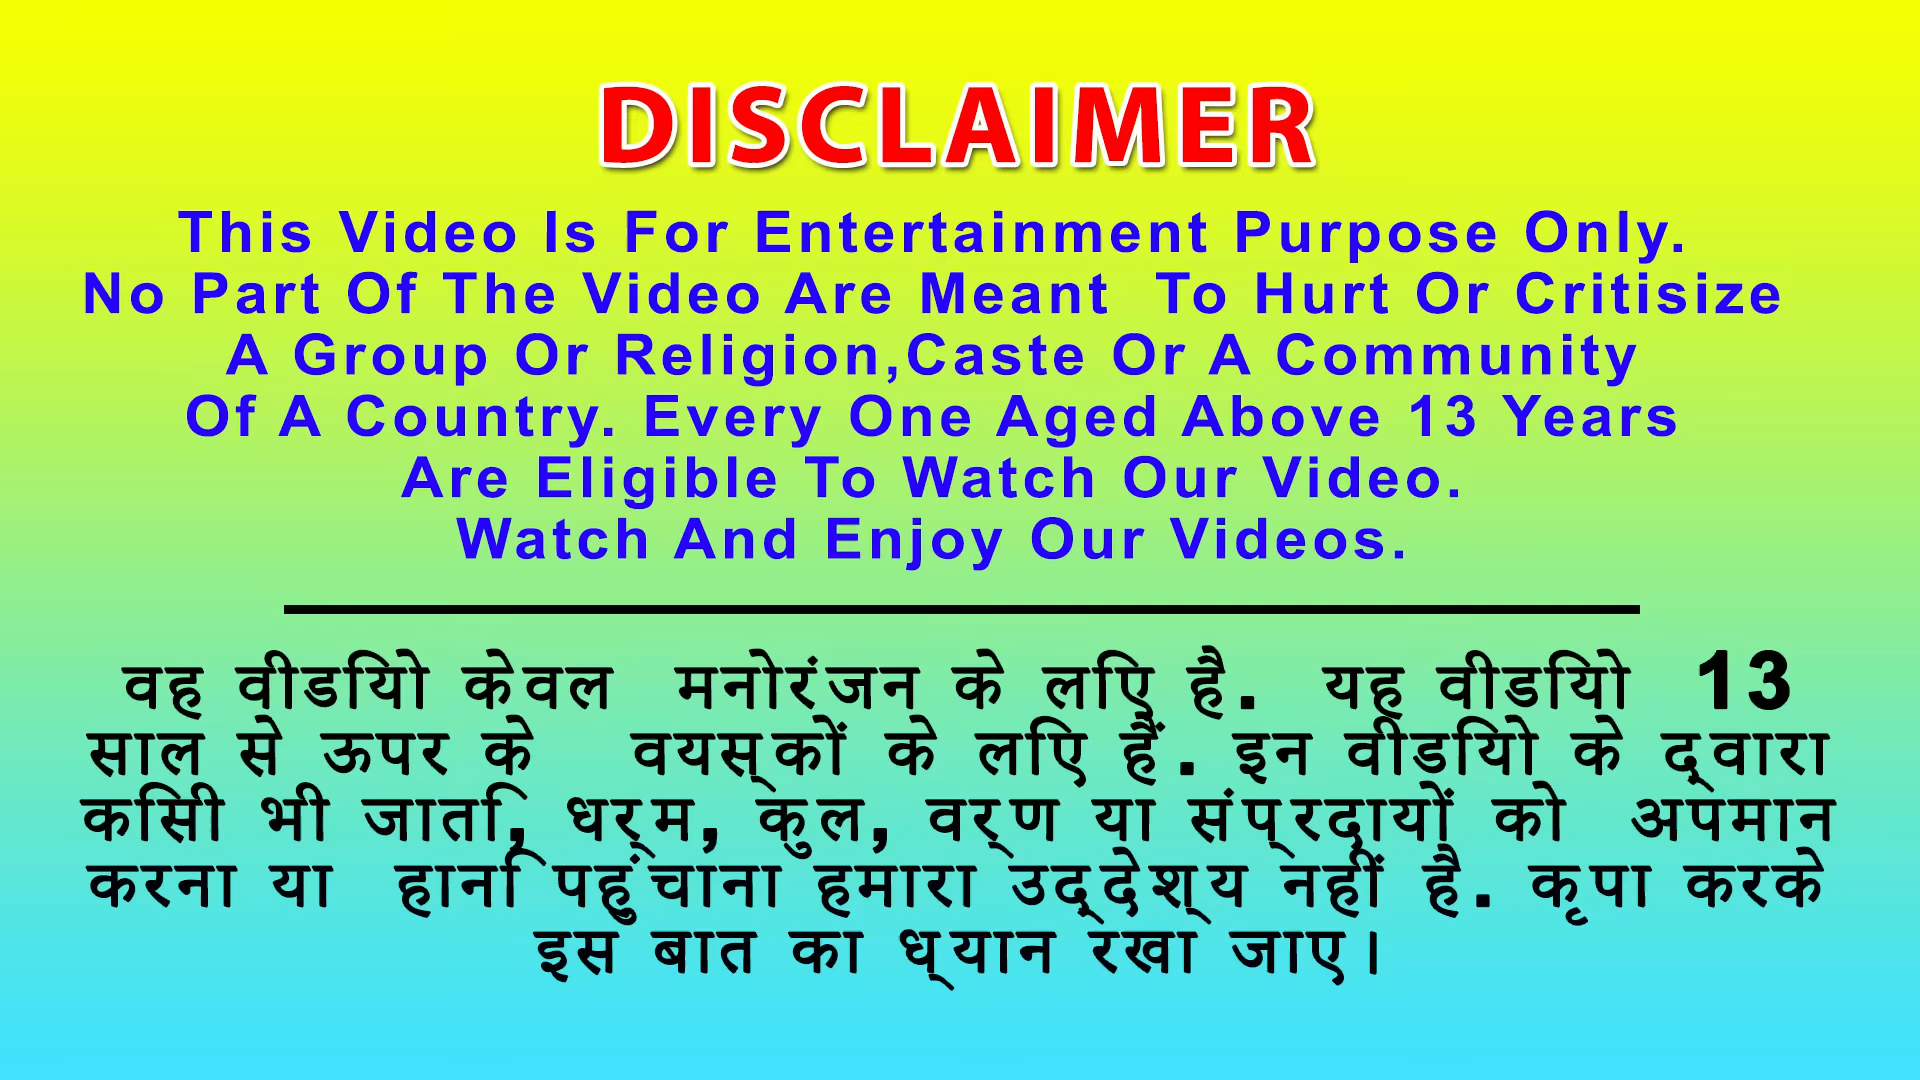 DISCLAIMER
This Video Is For Entertainment Purpose Only.
No Part Of The Video Are Meant To Hurt Or Critisize
A Group Or Religion,Caste Or A Community
Of A Country. Every One Aged Above 13 Years
Are Eligible To Watch Our Video.
Watch And Enjoy Our Videos.
वह वीडियो केवल मनोरंजन के लिए है. यह वीडियो 13
साल से ऊपर के वयस्कों के लिए हैं. इन वीडियो के द्वारा
किसी भी जाति, धर्म, कुल, वर्ण या संप्रदायों को अपमान
करना या हानि पहुंचाना हमारा उद्देश्य नहीं है. कृपा करके
इस बात का ध्यान रखा जाए।